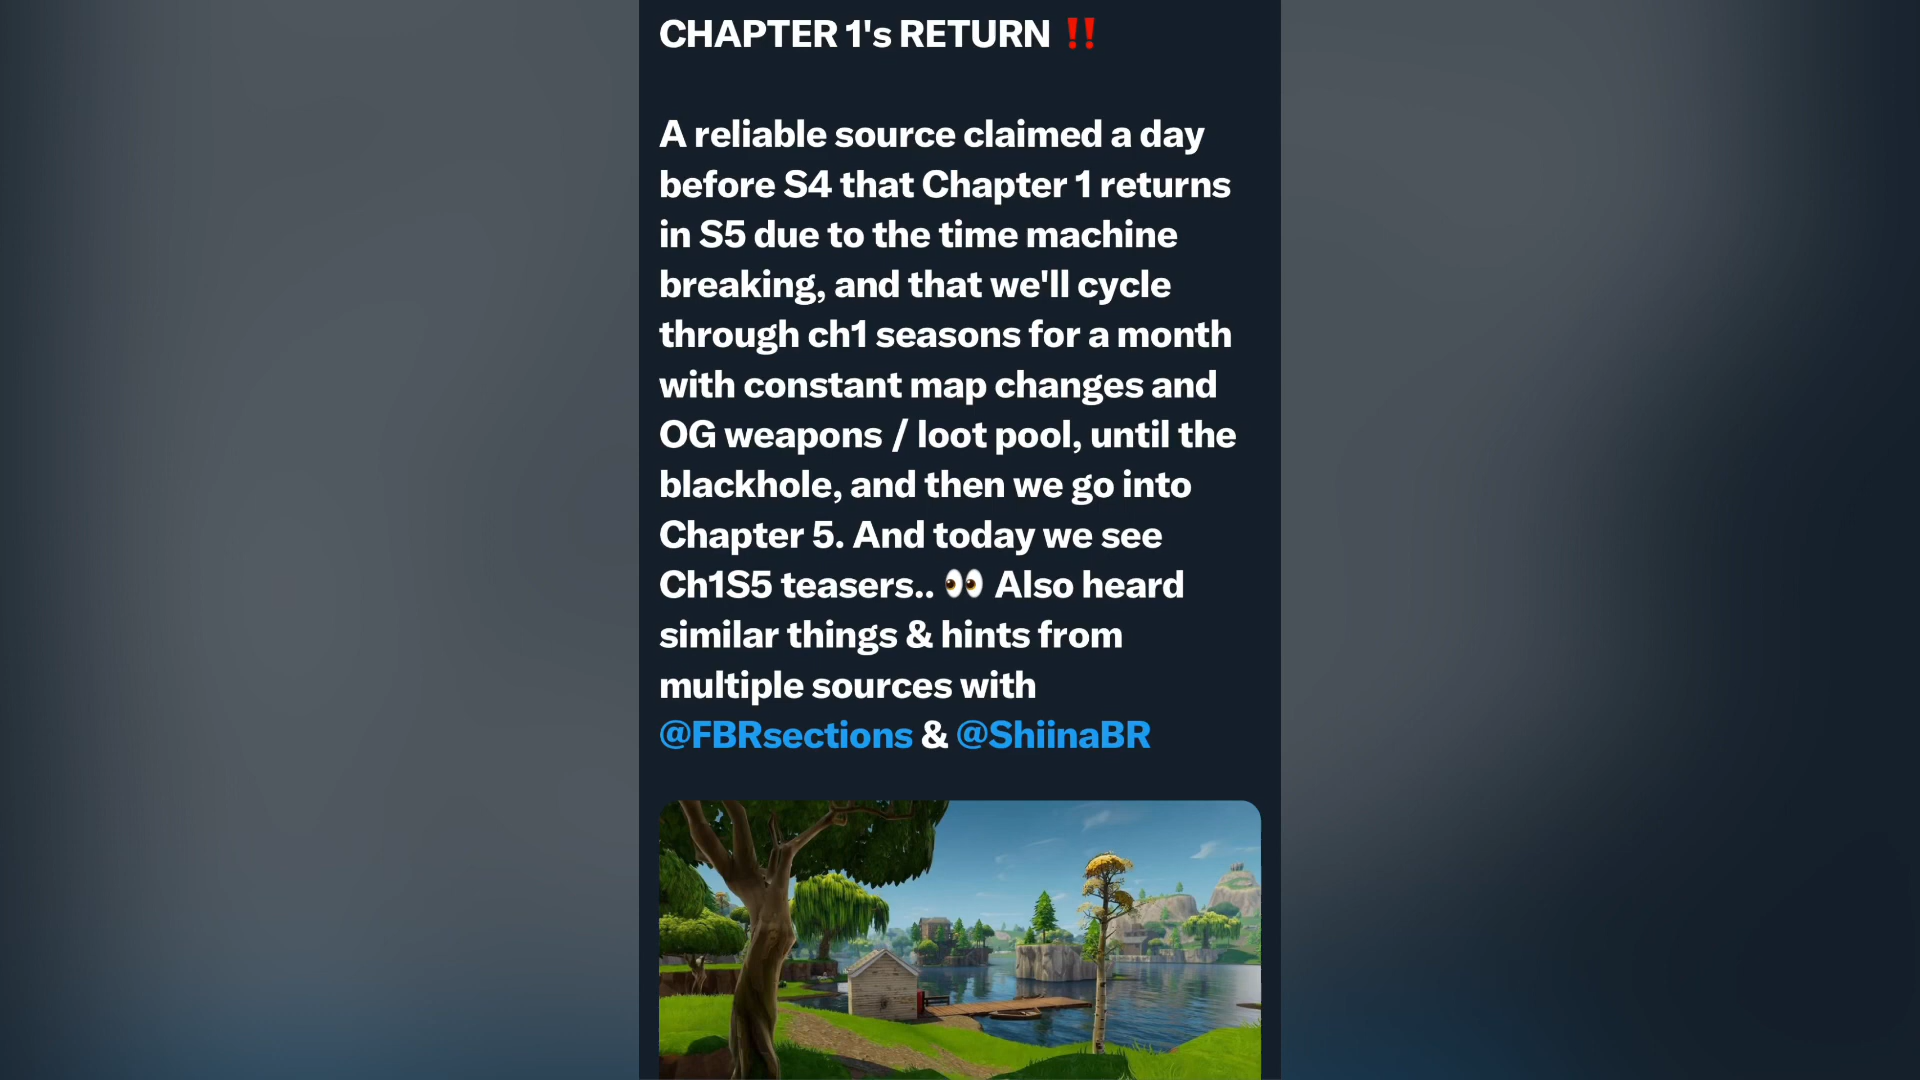 CHAPTER 1's RETURN ‼️
A reliable source claimed a day
before S4 that Chapter 1 returns
in S5 due to the time machine
breaking, and that we'll cycle
through ch1 seasons for a month
with constant map changes and
OG weapons / loot pool, until the
blackhole, and then we go into
Chapter 5. And today we see
Ch1S5 teasers.. 👀 Also heard
similar things & hints from
multiple sources with
@FBRsections & @ShiinaBR